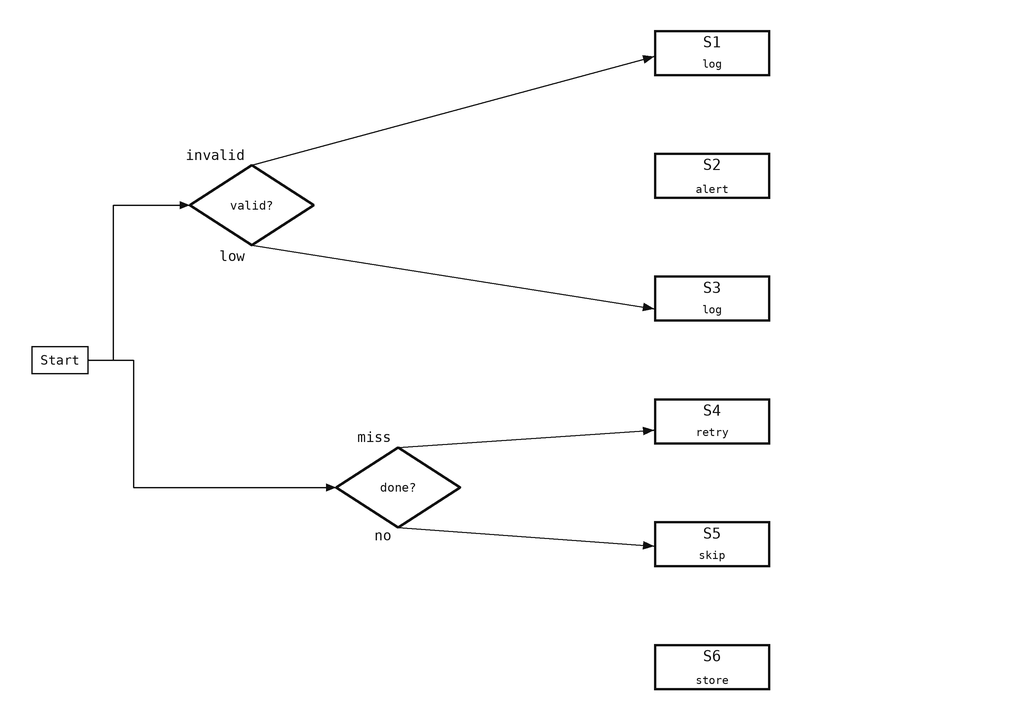 S1
log
invalid
valid?
low
S2
alert
S3
log
Start
S4
retry
miss
done?
no
S5
skip
S6
store